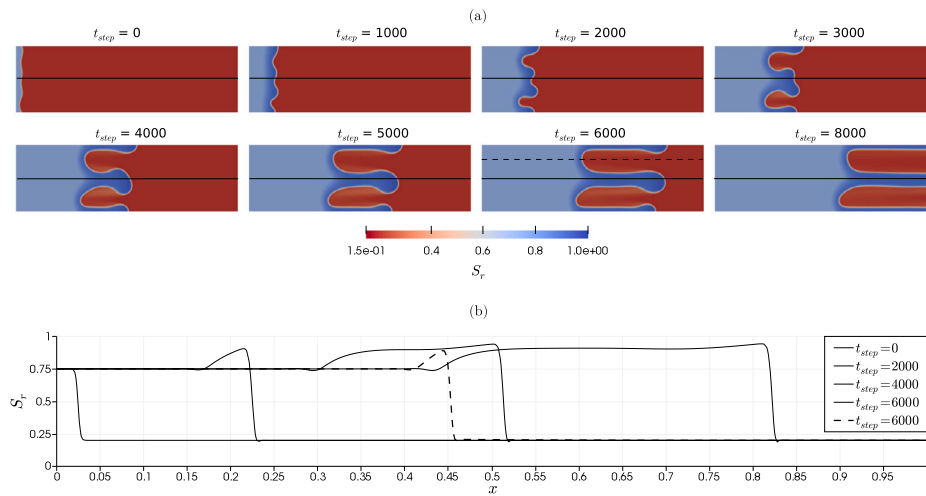 (a)
t_step = 0
t_step = 1000
t_step = 2000
t_step = 3000
t_step = 4000
t_step = 5000
t_step = 6000
t_step = 8000
1.5e-01 0.4 0.6 0.8 1.0e+00
S_r
(b)
1
0.75
0.5
0.25
0
S_r
0 0.05 0.1 0.15 0.2 0.25 0.3 0.35 0.4 0.45 0.5 0.55 0.6 0.65 0.7 0.75 0.8 0.85 0.9 0.95
x
t_step=0
t_step=2000
t_step=4000
t_step=6000
t_step=6000